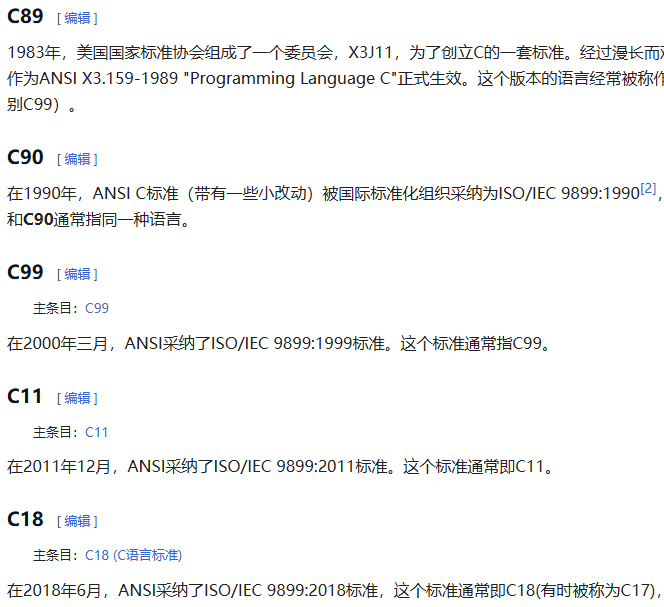 C89 [ 编辑 ]
1983年，美国国家标准协会组成了一个委员会，X3J11，为了创立C的一套标准。经过漫长而
作为ANSI X3.159-1989 "Programming Language C"正式生效。这个版本的语言经常被称作
别C99）。
C90 [ 编辑 ]
在1990年，ANSI C标准（带有一些小改动）被国际标准化组织采纳为ISO/IEC 9899:1990[2]，
和C90通常指同一种语言。
C99 [ 编辑 ]
主条目：C99
在2000年三月，ANSI采纳了ISO/IEC 9899:1999标准。这个标准通常指C99。
C11 [ 编辑 ]
主条目：C11
在2011年12月，ANSI采纳了ISO/IEC 9899:2011标准。这个标准通常即C11。
C18 [ 编辑 ]
主条目：C18 (C语言标准)
在2018年6月，ANSI采纳了ISO/IEC 9899:2018标准，这个标准通常即C18(有时被称为C17)，